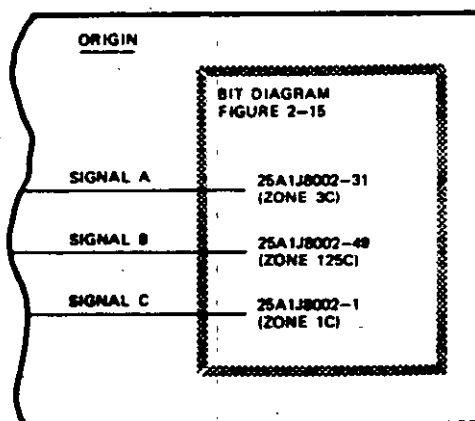 ORIGIN
BIT DIAGRAM
FIGURE 2-15
SIGNAL A
25A1J8002-31
(ZONE 3C)
SIGNAL B
25A1J8002-49
(ZONE 125C)
SIGNAL C
25A1J8002-1
(ZONE 1C)